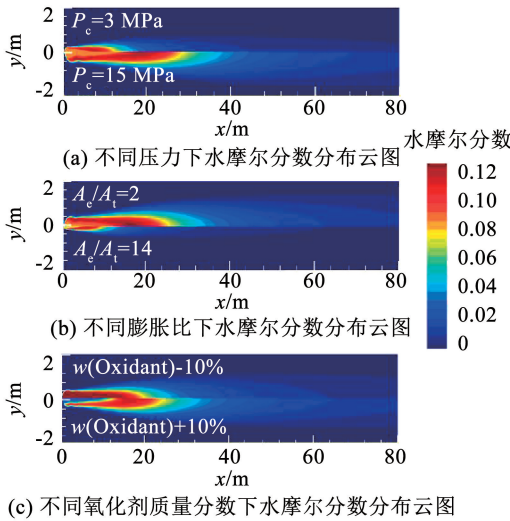 2
P_c=3 MPa
y/m
0
P_c=15 MPa
-2
0 20 40 60 80
x/m
(a) 不同压力下水摩尔分数分布云图
水摩尔分数
0.12
0.08
0.06
0.04
0.02
0
2
A_e/A_t=2
y/m
0
A_e/A_t=14
-2
0 20 40 60 80
x/m
(b) 不同膨胀比下水摩尔分数分布云图
2
w(Oxidant)-10%
y/m
0
w(Oxidant)+10%
-2
0 20 40 60 80
x/m
(c) 不同氧化剂质量分数下水摩尔分数分布云图